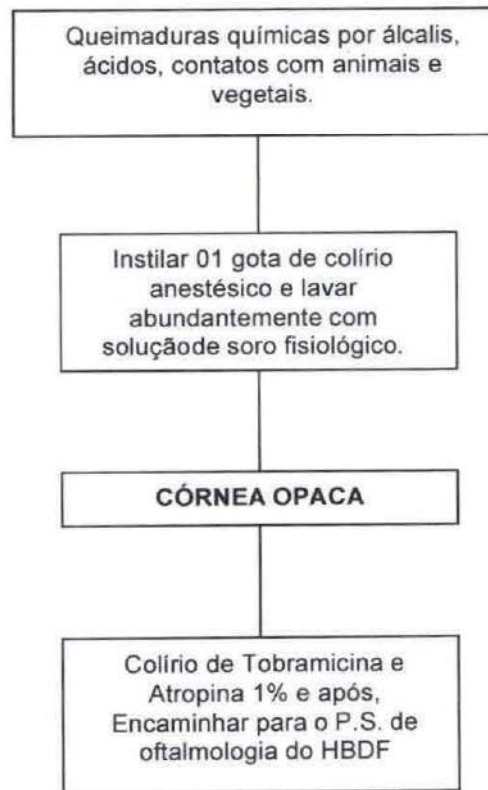 Queimaduras químicas por álcalis,
ácidos, contatos com animais e
vegetais.
Instilar 01 gota de colírio
anestésico e lavar
abundantemente com
soluçãode soro fisiológico.
CÓRNEA OPACA
Colírio de Tobramicina e
Atropina 1% e após,
Encaminhar para o P.S. de
oftalmologia do HBDF